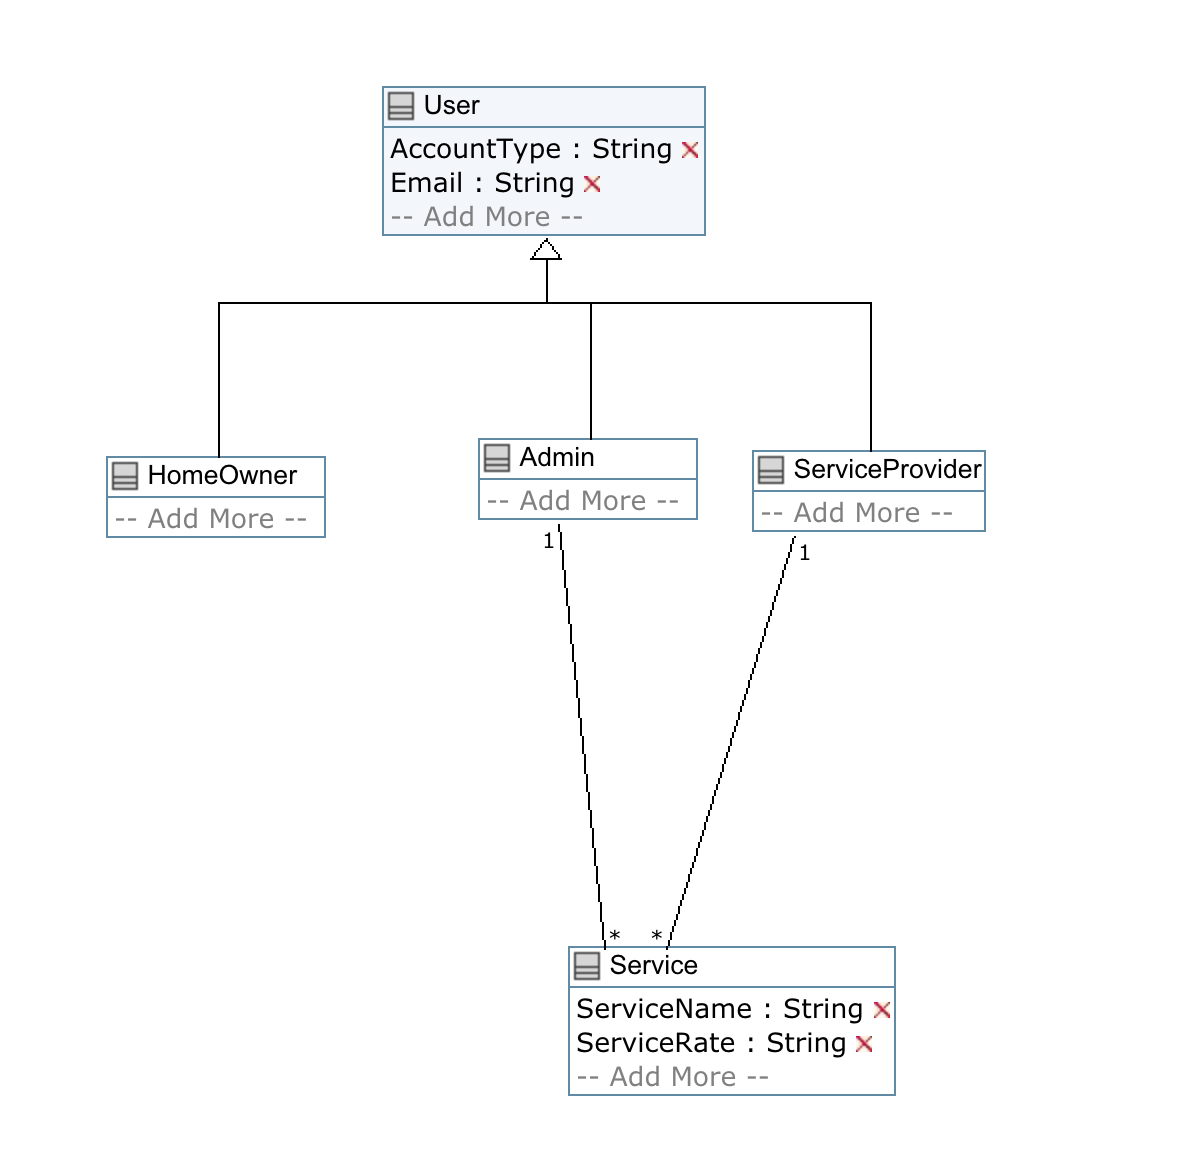 User
AccountType : String
Email : String
-- Add More --
HomeOwner
-- Add More --
Admin
-- Add More --
ServiceProvider
-- Add More --
1
1
*
*
Service
ServiceName : String
ServiceRate : String
-- Add More --